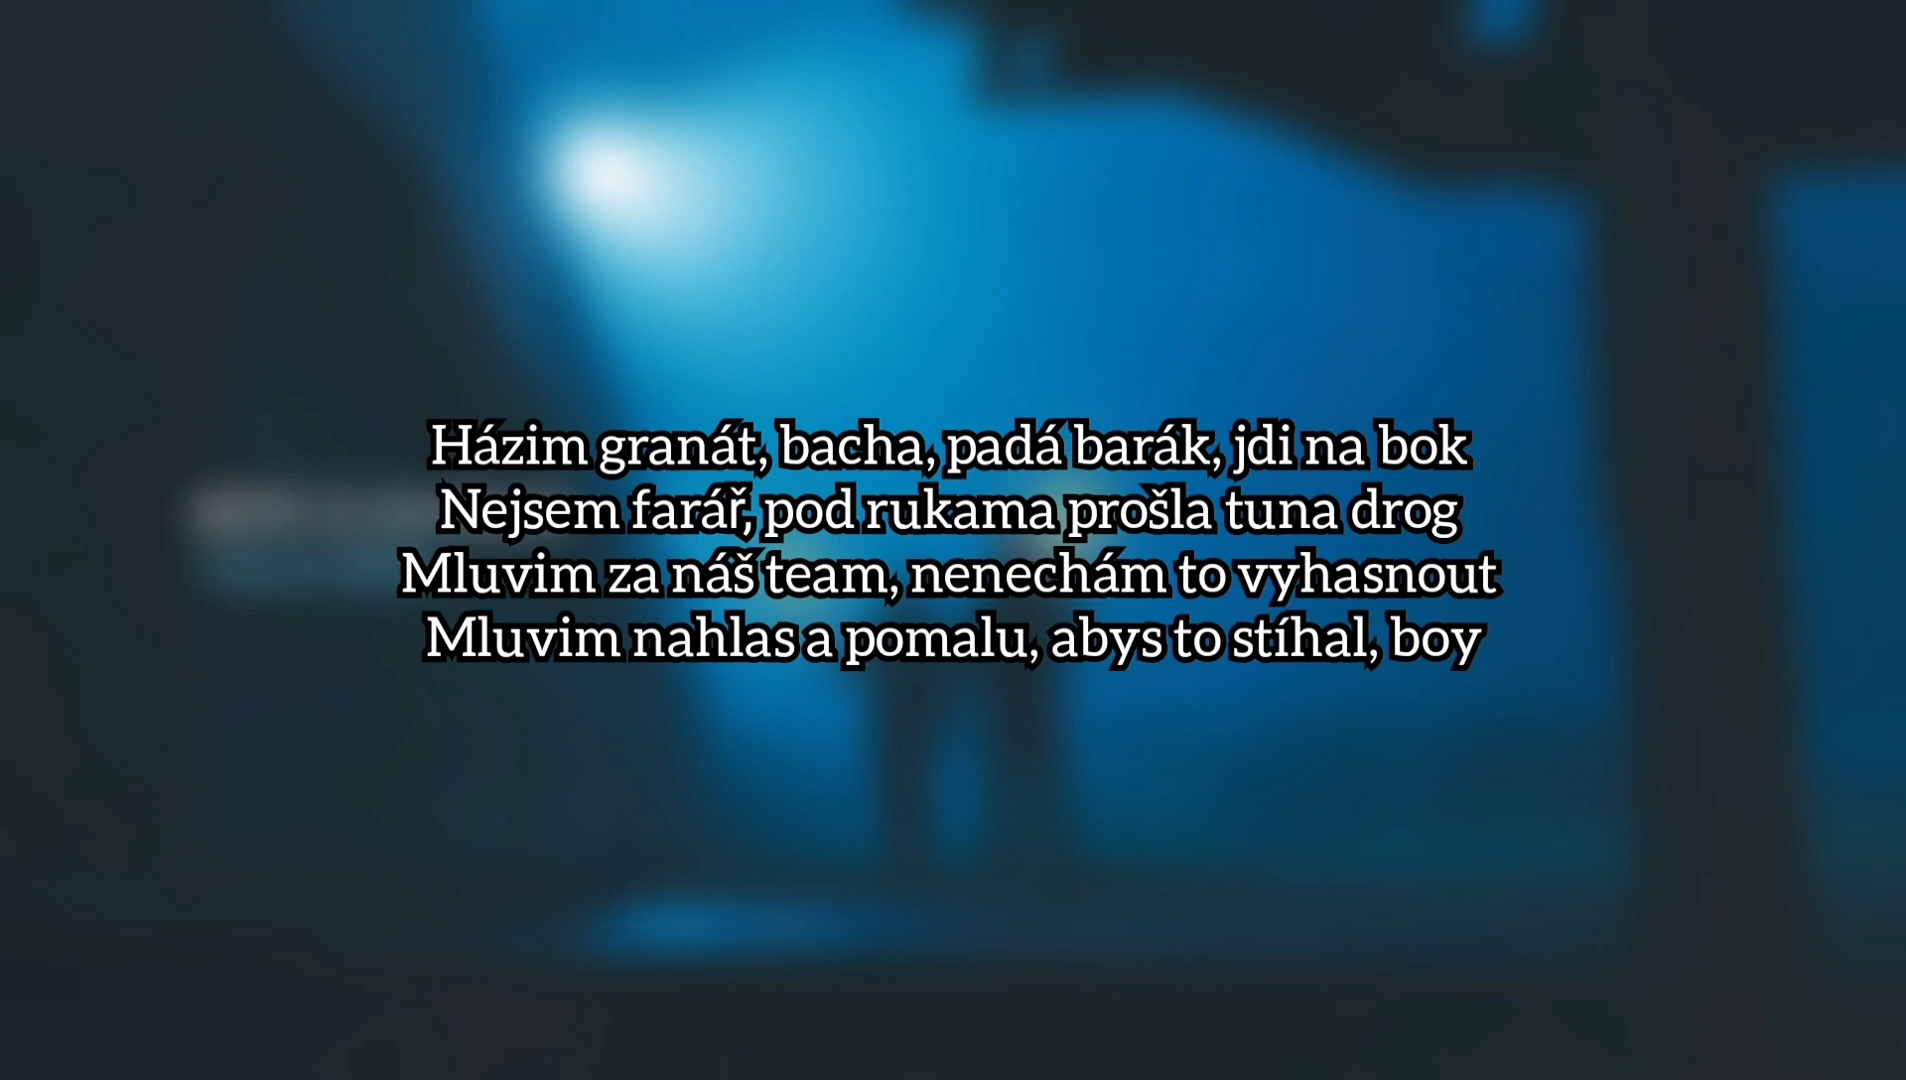 Házim granát, bacha, padá barák, jdi na bok
Nejsem farář, pod rukama prošla tuna drog
Mluvim za náš team, nenechám to vyhasnout
Mluvim nahlas a pomalu, abys to stíhal, boy